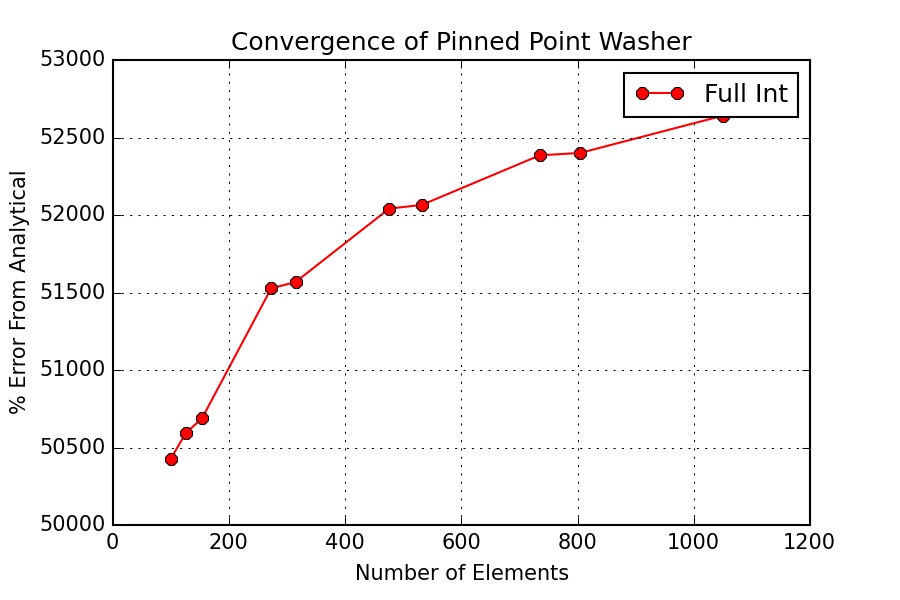 Convergence of Pinned Point Washer
Full Int
% Error From Analytical
53000
52500
52000
51500
51000
50500
50000
0 200 400 600 800 1000 1200
Number of Elements